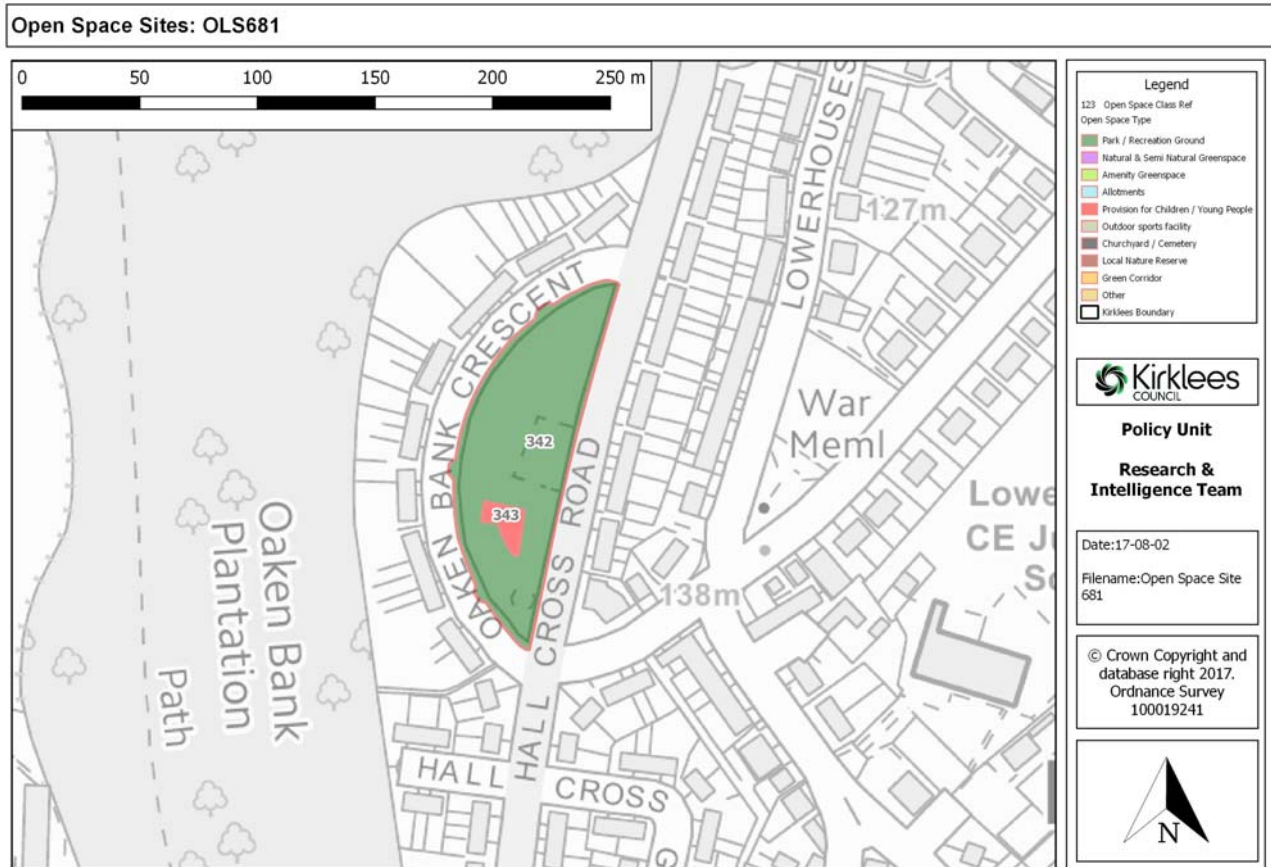 Open Space Sites: OLS681
0 50 100 150 200 250 m
OAKEN BANK CRESCENT
LOWERHOUSES
127m
342
343
HALL CROSS ROAD
War
Meml
Lowe
CE Ju
Sc
138m
Oaken Bank
Plantation
Path
HALL CROSS
G
Legend
123 Open Space Class Ref
Open Space Type
Park / Recreation Ground
Natural & Semi Natural Greenspace
Amenity Greenspace
Allotments
Provision for Children / Young People
Outdoor sports facility
Churchyard / Cemetery
Local Nature Reserve
Green Corridor
Other
Kirklees Boundary
Kirklees
COUNCIL
Policy Unit
Research &
Intelligence Team
Date:17-08-02
Filename:Open Space Site
681
© Crown Copyright and
database right 2017.
Ordnance Survey
100019241
N